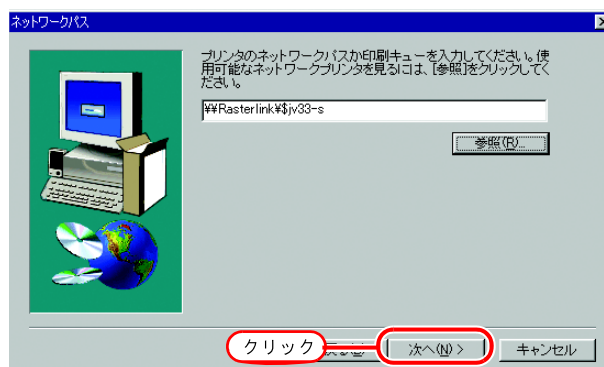 ネットワークパス
プリンタのネットワークパスか印刷キューを入力してください。使
用可能なネットワークプリンタを見るには、[参照]をクリックしてく
ださい。
¥¥Rasterlink¥$jv33-s
参照(R)...
クリック
次へ(N) >
キャンセル